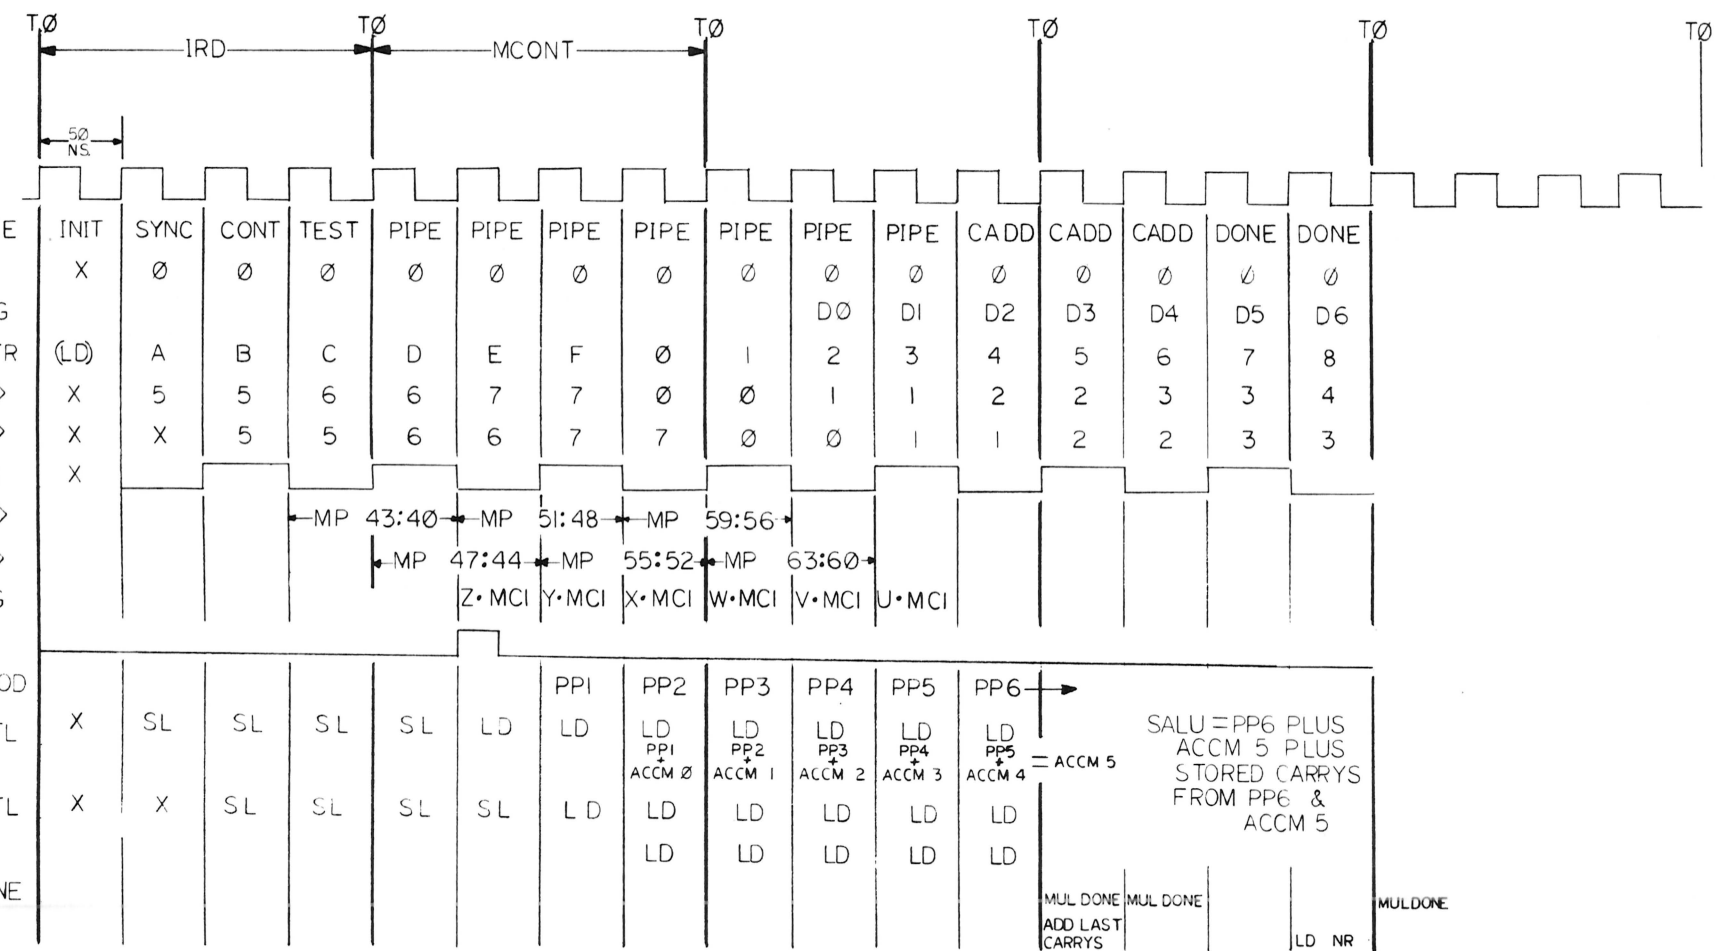 TØ TØ TØ TØ TØ TØ
IRD MCONT
5Ø
NS.
E INIT SYNC CONT TEST PIPE PIPE PIPE PIPE PIPE PIPE PIPE CADD CADD CADD DONE DONE
X Ø Ø Ø Ø Ø Ø Ø Ø Ø Ø Ø Ø Ø Ø Ø
G DØ D1 D2 D3 D4 D5 D6
TR (LD) A B C D E F Ø 1 2 3 4 5 6 7 8
> X 5 5 6 6 7 7 Ø Ø 1 1 2 2 3 3 4
> X X 5 5 6 6 7 7 Ø Ø 1 1 2 2 3 3
X
> MP 43:4Ø MP 51:48 MP 59:56
> MP 47:44 MP 55:52 MP 63:6Ø
G Z•MCI Y•MCI X•MCI W•MCI V•MCI U•MCI
OD PP1 PP2 PP3 PP4 PP5 PP6
TL X SL SL SL SL LD LD LD LD LD LD LD
PP1 PP2 PP3 PP4 PP5
+ + + + +
ACCM Ø ACCM 1 ACCM 2 ACCM 3 ACCM 4 = ACCM 5
SALU = PP6 PLUS
ACCM 5 PLUS
STORED CARRYS
FROM PP6 &
ACCM 5
TL X X SL SL SL SL LD LD LD LD LD LD
LD LD LD LD LD
NE MUL DONE MUL DONE MULDONE
ADD LAST
CARRYS LD NR